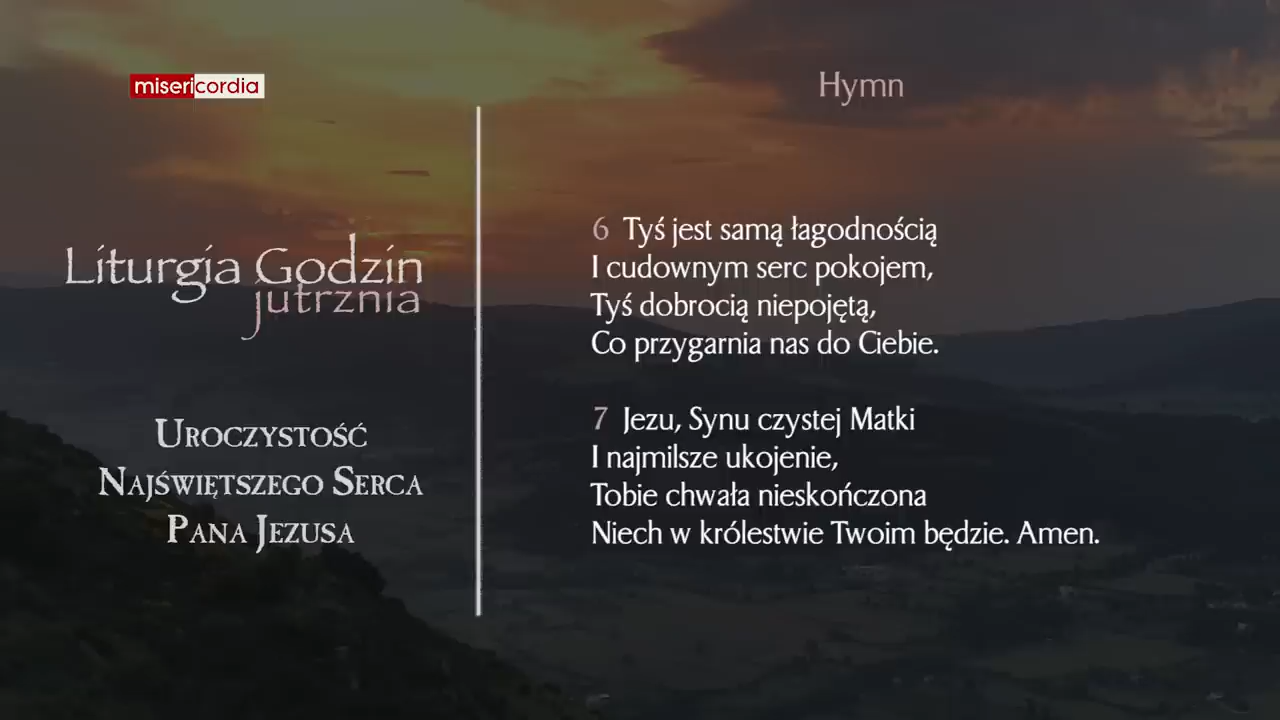 misericordia
Liturgia Godzin
jutrznia
Uroczystość
Najświętszego Serca
Pana Jezusa
Hymn
6 Tyś jest samą łagodnością
I cudownym serc pokojem,
Tyś dobrocią niepojętą,
Co przygarnia nas do Ciebie.
7 Jezu, Synu czystej Matki
I najmilsze ukojenie,
Tobie chwała nieskończona
Niech w królestwie Twoim będzie. Amen.